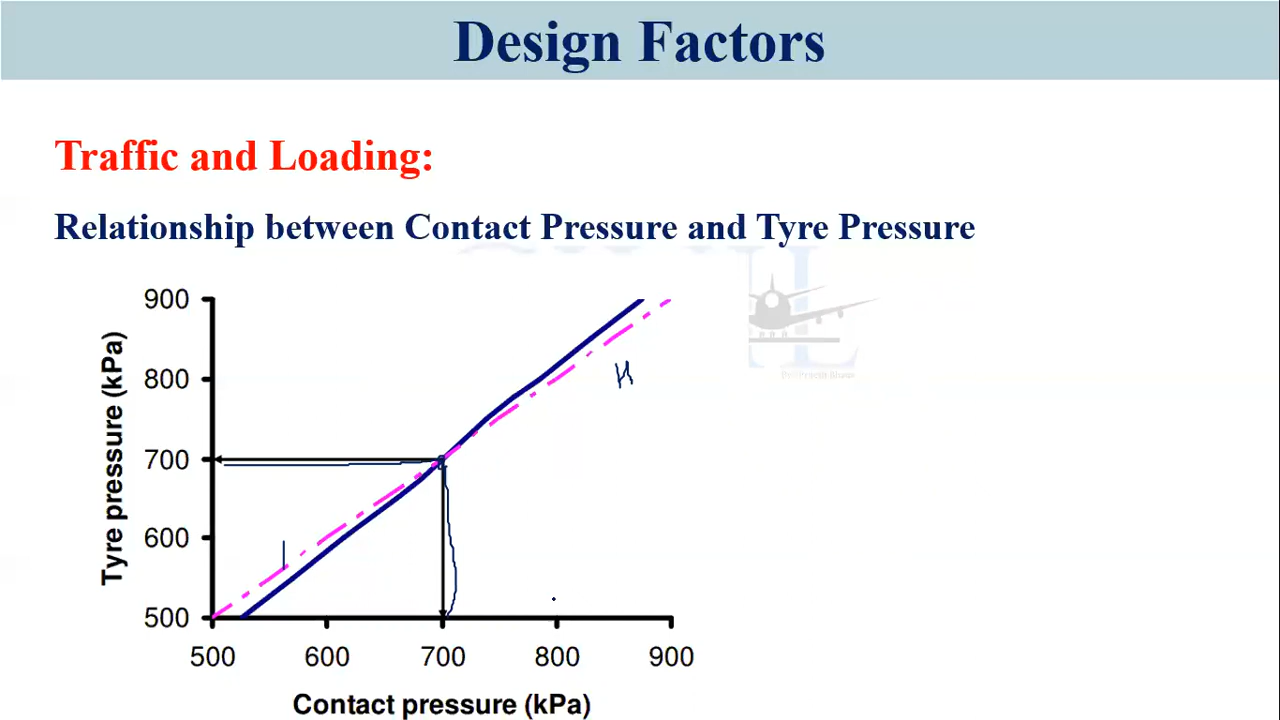 Design Factors
Traffic and Loading:
Relationship between Contact Pressure and Tyre Pressure
900
800
700
600
500
Tyre pressure (kPa)
H
500 600 700 800 900
Contact pressure (kPa)